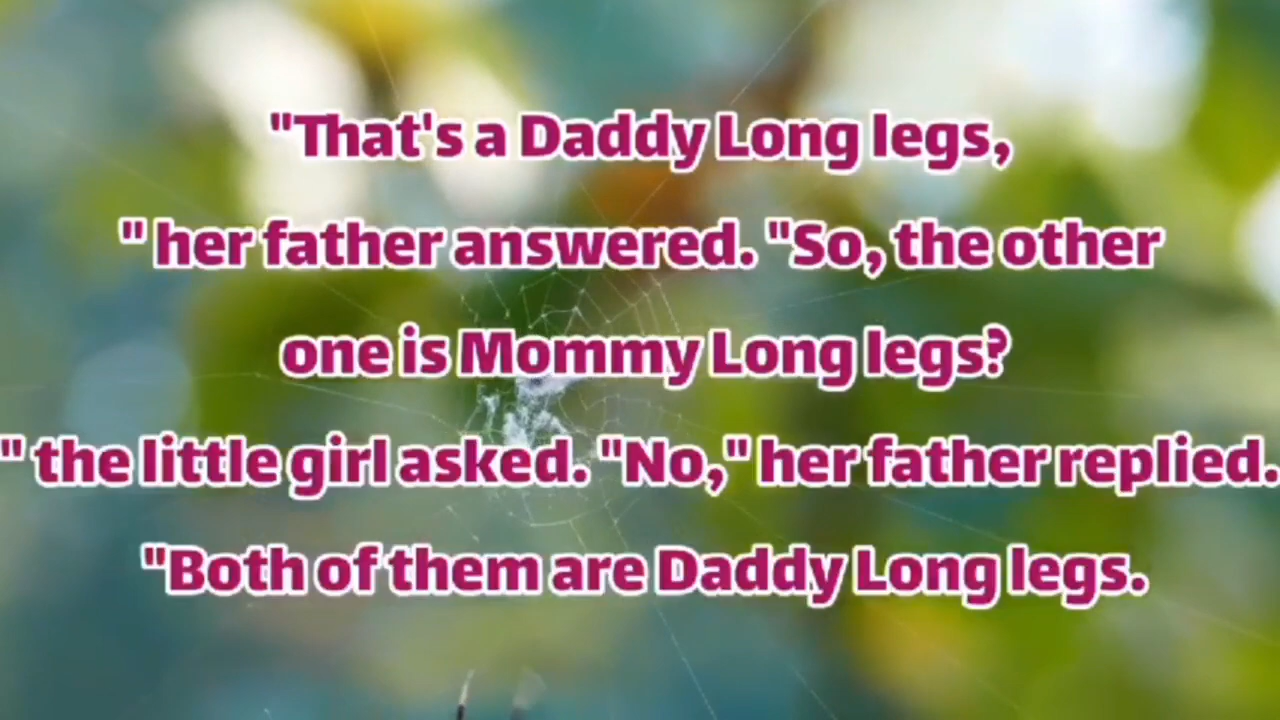 "That's a Daddy Long legs,
" her father answered. "So, the other
one is Mommy Long legs?
" the little girl asked. "No," her father replied.
"Both of them are Daddy Long legs.